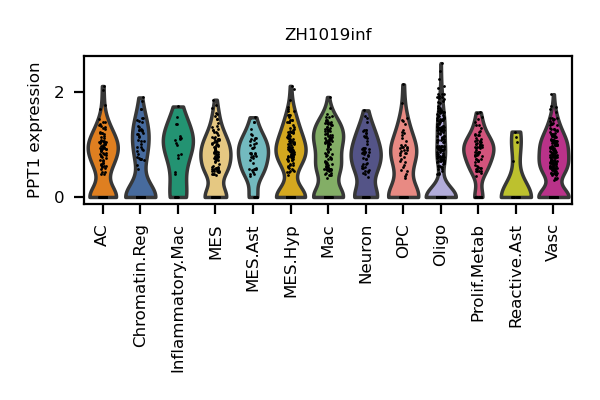 ZH1019inf
PPT1 expression
2
0
AC
Chromatin.Reg
Inflammatory.Mac
MES
MES.Ast
MES.Hyp
Mac
Neuron
OPC
Oligo
Prolif.Metab
Reactive.Ast
Vasc